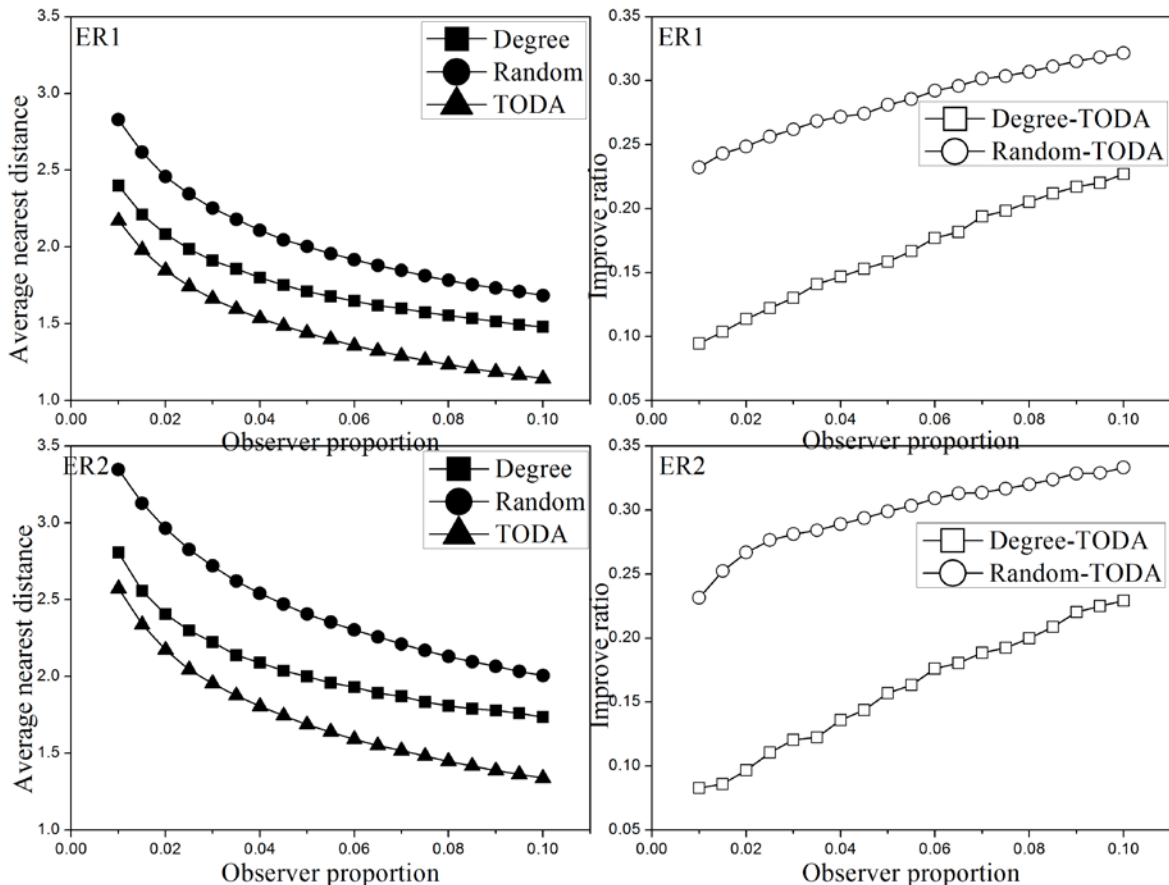 ER1
Degree
Random
TODA
Average nearest distance
3.5
3.0
2.5
2.0
1.5
1.0
0.00
0.02
0.04
0.06
0.08
0.10
Observer proportion
ER1
Degree-TODA
Random-TODA
Improve ratio
0.35
0.30
0.25
0.20
0.15
0.10
0.05
0.00
0.02
0.04
0.06
0.08
0.10
Observer proportion
ER2
Degree
Random
TODA
Average nearest distance
3.5
3.0
2.5
2.0
1.5
1.0
0.00
0.02
0.04
0.06
0.08
0.10
Observer proportion
ER2
Degree-TODA
Random-TODA
Improve ratio
0.35
0.30
0.25
0.20
0.15
0.10
0.05
0.00
0.02
0.04
0.06
0.08
0.10
Observer proportion